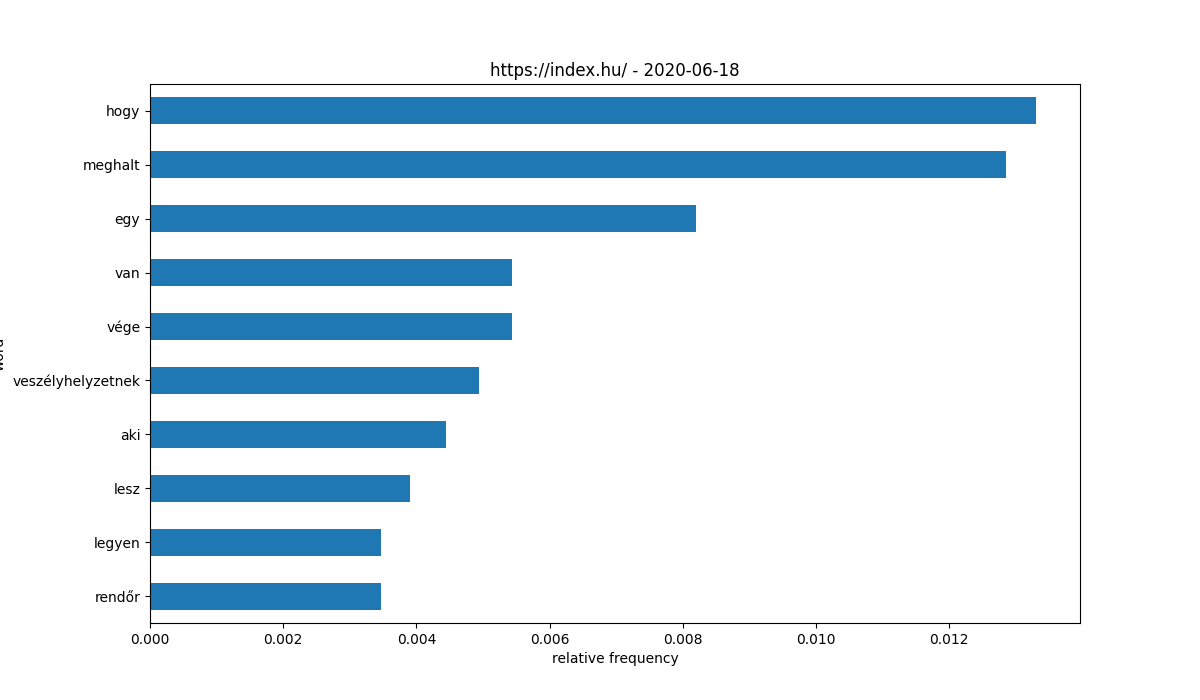 https://index.hu/ - 2020-06-18
hogy
meghalt
egy
van
vége
veszélyhelyzetnek
aki
lesz
legyen
rendőr
0.000 0.002 0.004 0.006 0.008 0.010 0.012
relative frequency